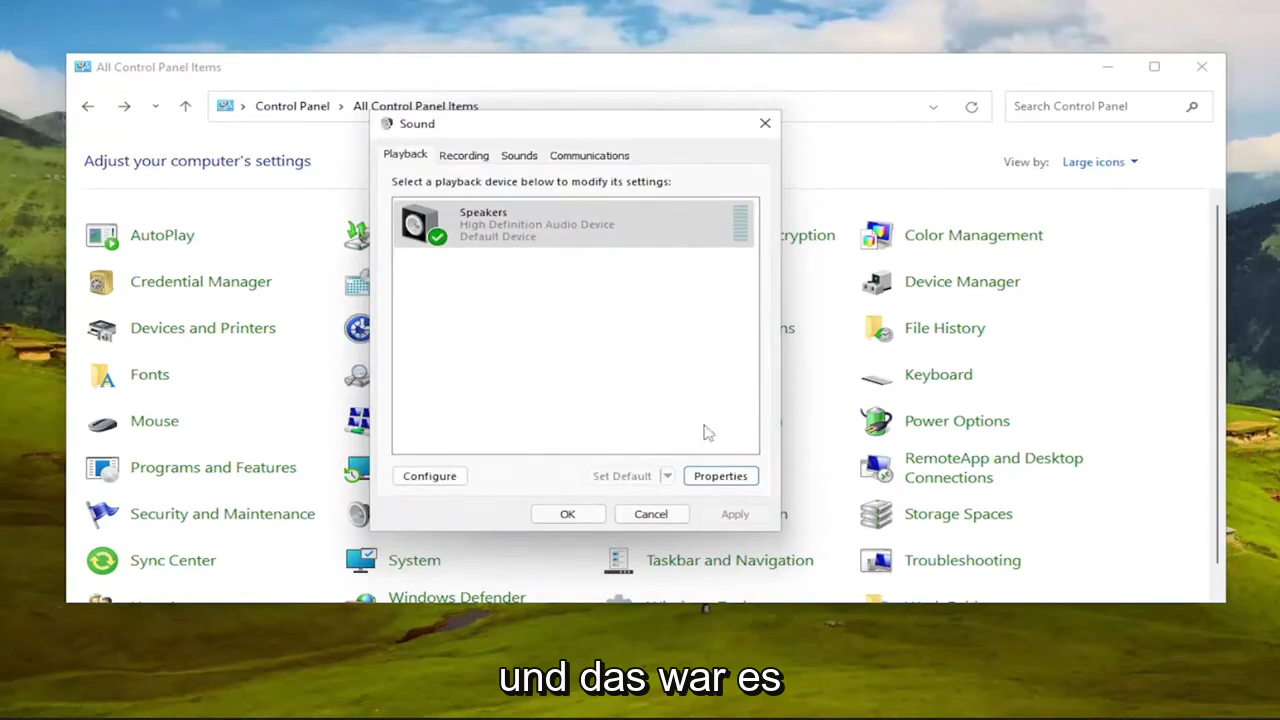 All Control Panel Items
Control Panel
All Control Panel Items
Search Control Panel
Sound
Adjust your computer's settings
View by:
Large icons
Playback
Recording
Sounds
Communications
Select a playback device below to modify its settings:
Speakers
High Definition Audio Device
Default Device
AutoPlay
cryption
Color Management
Credential Manager
Device Manager
Devices and Printers
ns
File History
Fonts
Keyboard
Mouse
Power Options
Programs and Features
RemoteApp and Desktop
Connections
Configure
Set Default
Properties
Security and Maintenance
OK
Cancel
Apply
n
Storage Spaces
Sync Center
System
Taskbar and Navigation
Troubleshooting
Windows Defender
und das war es